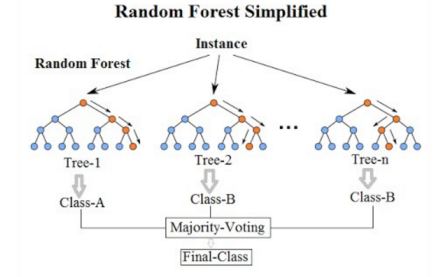 Random Forest Simplified
Instance
Random Forest
...
Tree-1
Tree-2
Tree-n
Class-A
Class-B
Class-B
Majority-Voting
Final-Class